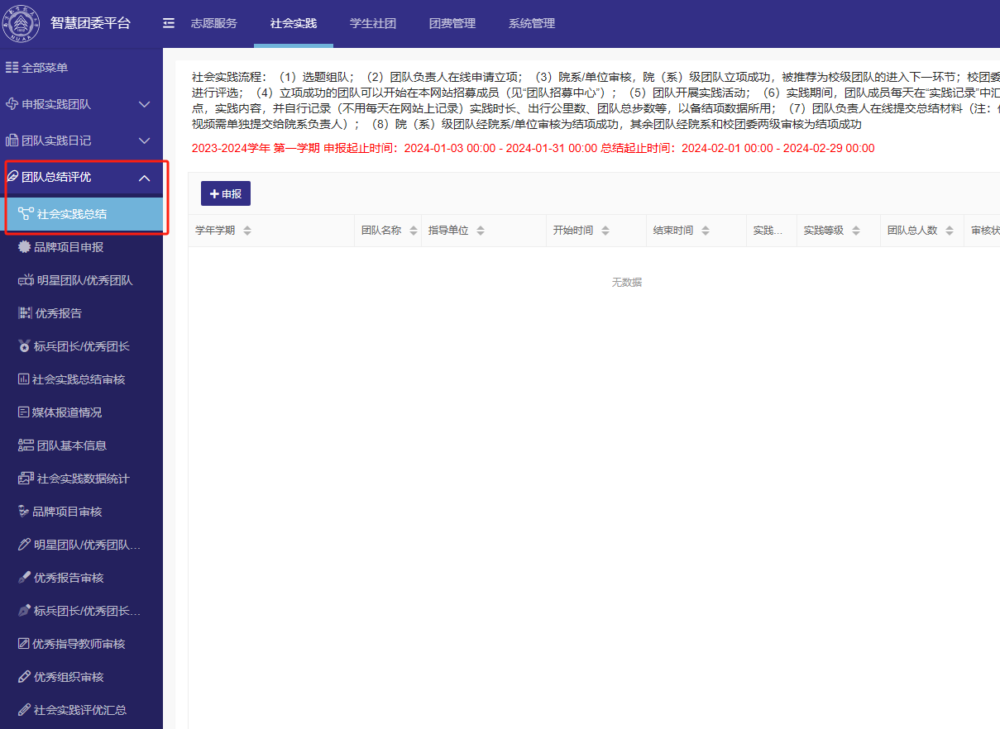 智慧团委平台
志愿服务
社会实践
学生社团
团费管理
系统管理
NUAA
全部菜单
申报实践团队
团队实践日记
团队总结评优
社会实践总结
品牌项目申报
明星团队/优秀团队
优秀报告
标兵团长/优秀团长
社会实践总结审核
媒体报道情况
团队基本信息
社会实践数据统计
品牌项目审核
明星团队/优秀团队...
优秀报告审核
标兵团长/优秀团长...
优秀指导教师审核
优秀组织审核
社会实践评优汇总
社会实践流程：（1）选题组队；（2）团队负责人在线申请立项；（3）院系/单位审核，院（系）级团队立项成功，被推荐为校级团队的进入下一环节；校团委
进行评选；（4）立项成功的团队可以开始在本网站招募成员（见“团队招募中心”）；（5）团队开展实践活动；（6）实践期间，团队成员每天在“实践记录”中汇
点，实践内容，并自行记录（不用每天在网站上记录）实践时长、出行公里数、团队总步数等，以备结项数据所用；（7）团队负责人在线提交总结材料（注：
视频需单独提交给院系负责人）；（8）院（系）级团队经院系/单位审核为结项成功，其余团队经院系和校团委两级审核为结项成功
2023-2024学年 第一学期 申报起止时间：2024-01-03 00:00 - 2024-01-31 00:00 总结起止时间：2024-02-01 00:00 - 2024-02-29 00:00
申报
学年学期
团队名称
指导单位
开始时间
结束时间
实践...
实践等级
团队总人数
审核状
无数据